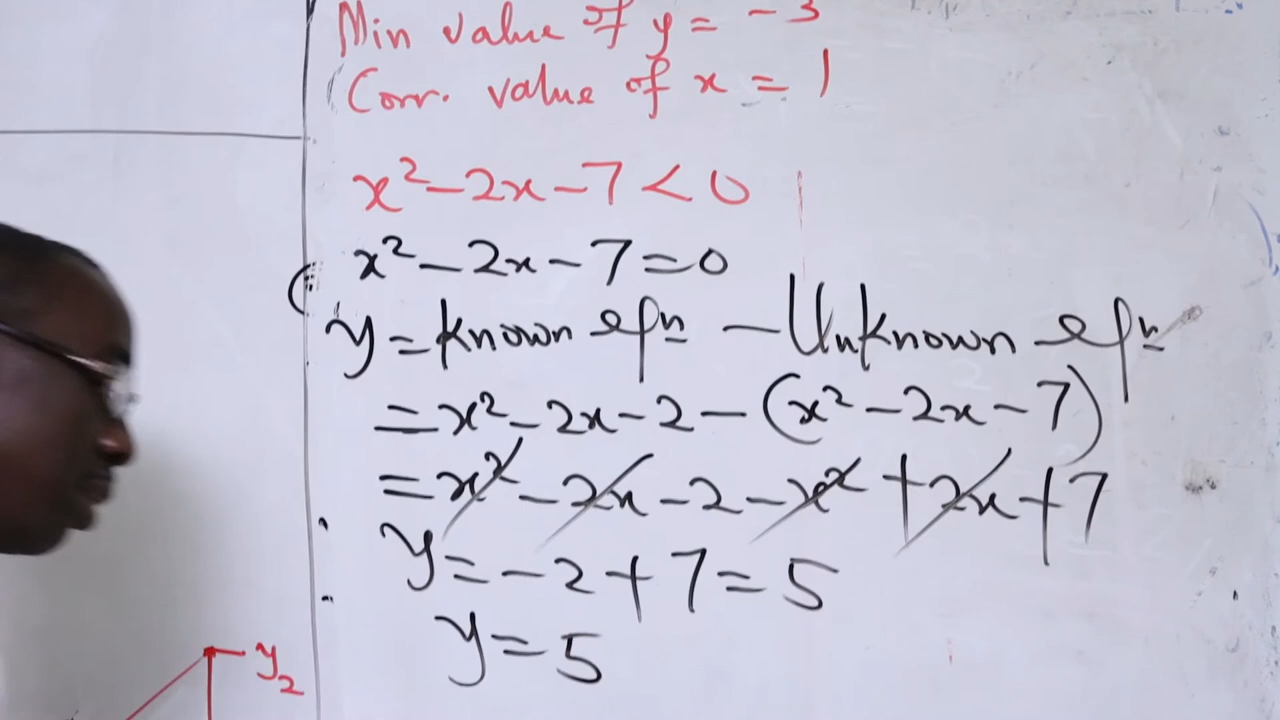 Min value of y = -3
Corr. value of x = 1
x² - 2x - 7 < 0
x² - 2x - 7 = 0
y = Known eqn - Unknown eqn
= x² - 2x - 2 - (x² - 2x - 7)
= x² - 2x - 2 - x² + 2x + 7
y = -2 + 7 = 5
y = 5
y₂